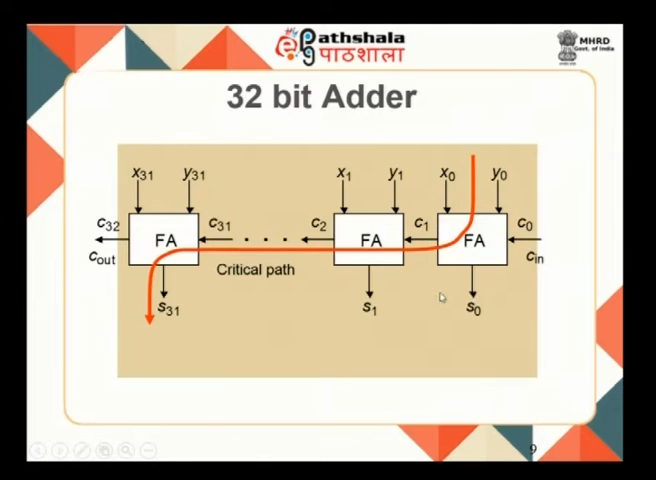 ePathshala
पाठशाला
MHRD
Govt. of India
32 bit Adder
x31 y31 x1 y1 x0 y0
c32 FA c31 . . . . c2 FA c1 FA c0
cout cin
Critical path
s31 s1 s0
9